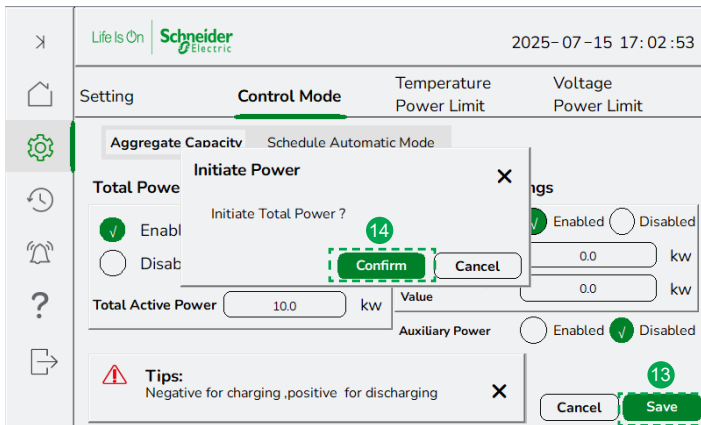 Life Is On Schneider Electric
2025-07-15 17:02:53
Setting Control Mode Temperature Power Limit Voltage Power Limit
Aggregate Capacity Schedule Automatic Mode
Initiate Power
Total Powe
ngs
Initiate Total Power ?
14
Enabl
Enabled Disabled
Disab
Confirm Cancel
0.0 kw
Total Active Power 10.0 kw
Value 0.0 kw
Auxiliary Power Enabled Disabled
13
Tips:
Negative for charging ,positive for discharging
Cancel Save